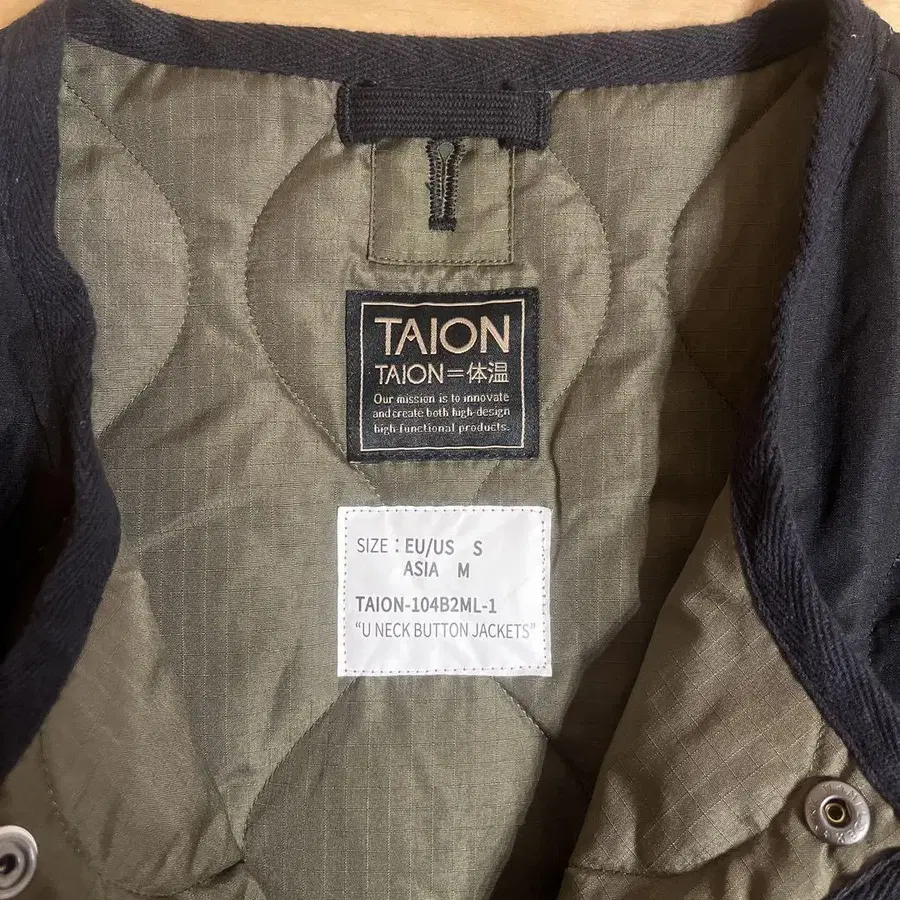 TAION
TAION=体温
Our mission is to innovate
and create both high-design
high-functional products.
SIZE : EU/US S
ASIA M
TAION-104B2ML-1
“U NECK BUTTON JACKETS”